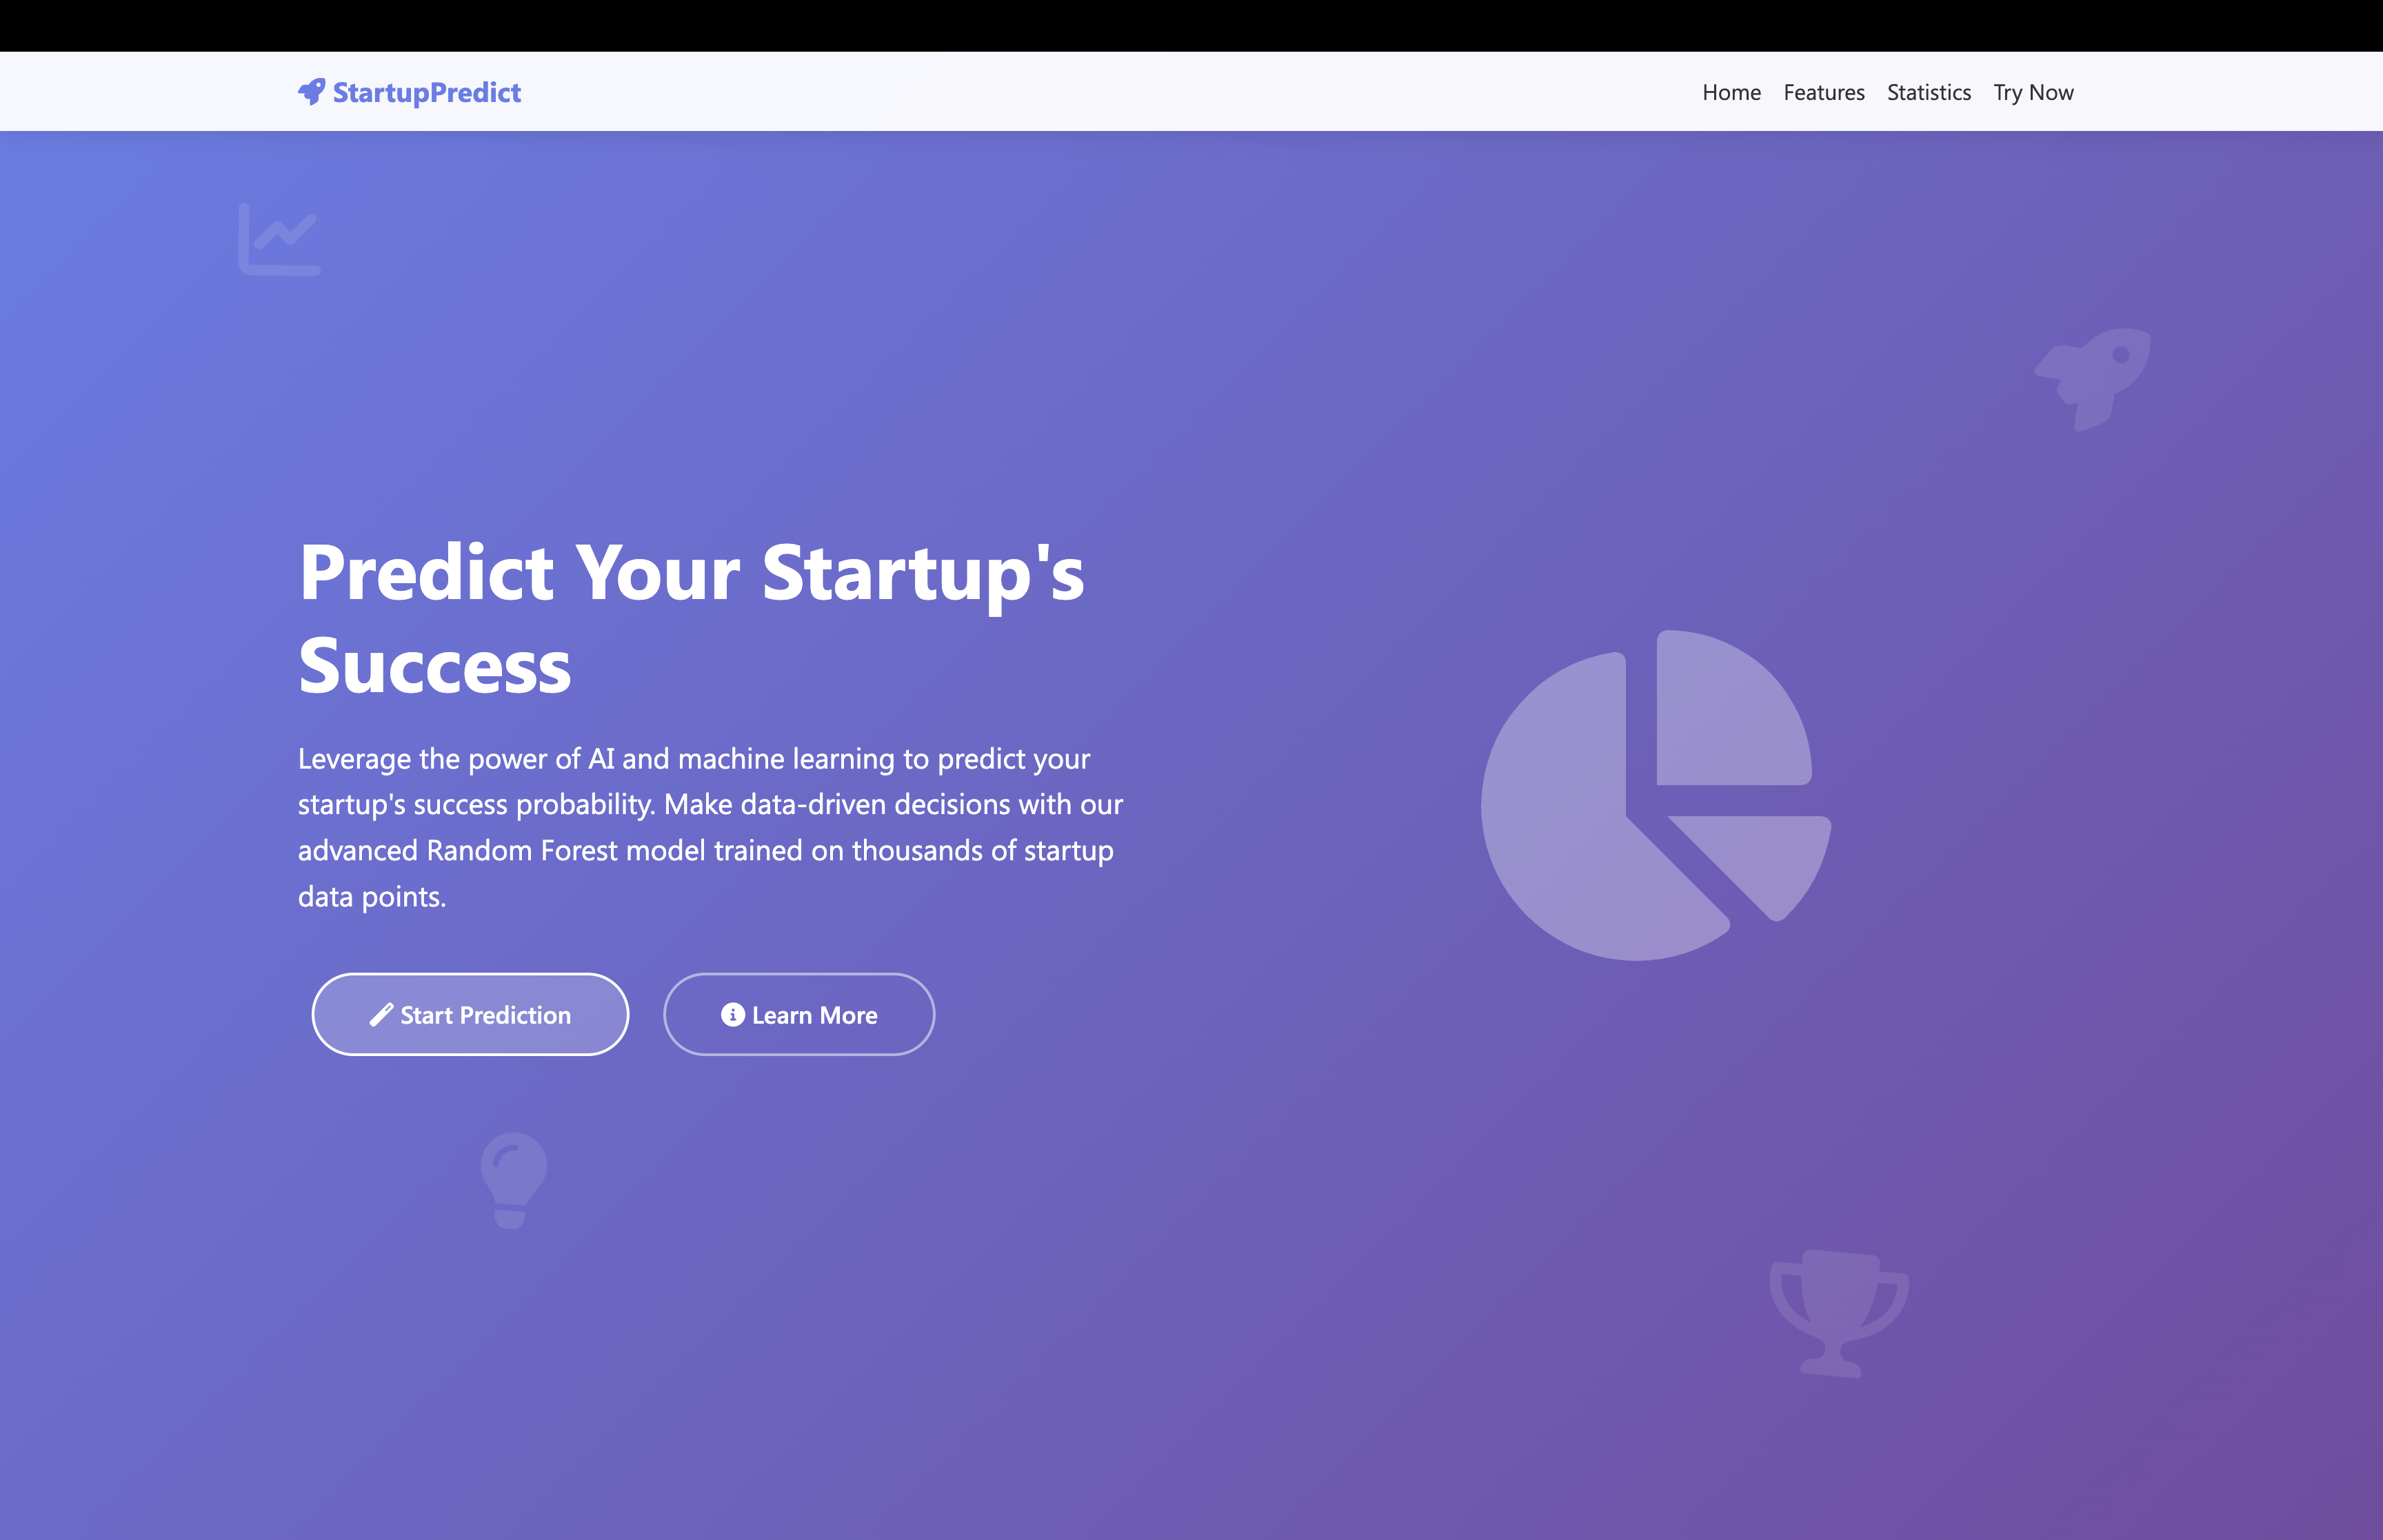 StartupPredict
Home Features Statistics Try Now
Predict Your Startup's
Success
Leverage the power of AI and machine learning to predict your
startup's success probability. Make data-driven decisions with our
advanced Random Forest model trained on thousands of startup
data points.
Start Prediction
Learn More